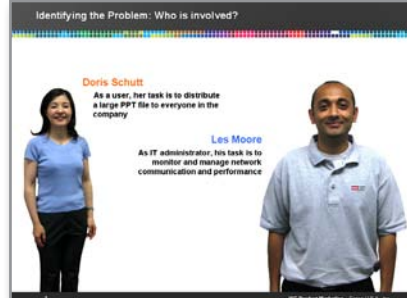 Identifying the Problem: Who is involved?
Doris Schutt
As a user, her task is to distribute
a large PPT file to everyone in the
company
Les Moore
As IT administrator, his task is to
monitor and manage network
communication and performance